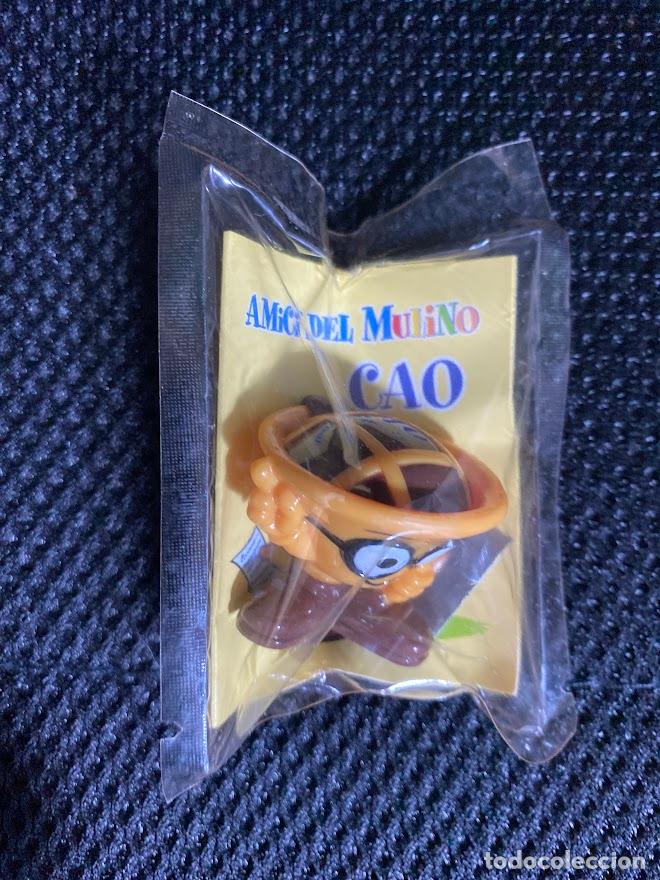 AMiCi DEL MULiNO
CAO
todocoleccion